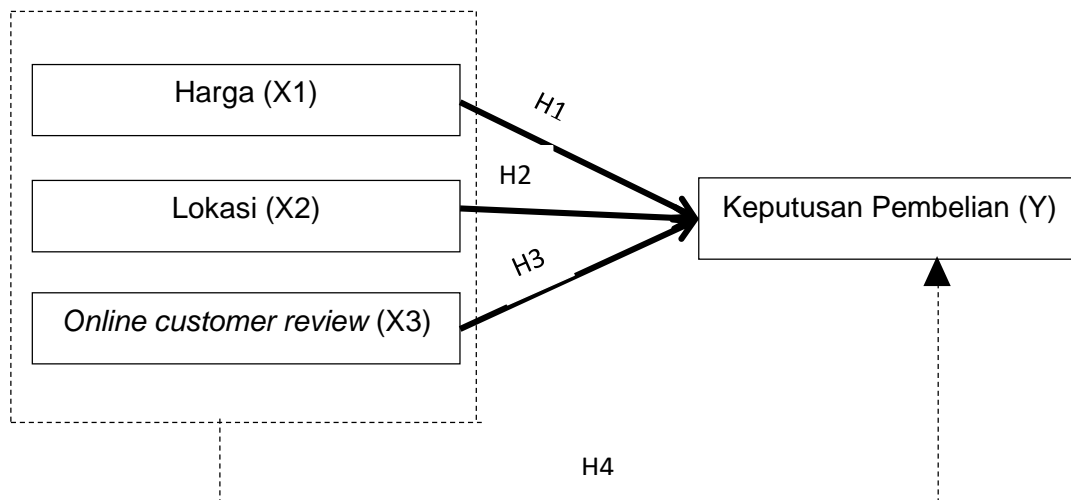 Harga (X1)
H1
H2
Lokasi (X2)
Keputusan Pembelian (Y)
H3
Online customer review (X3)
H4